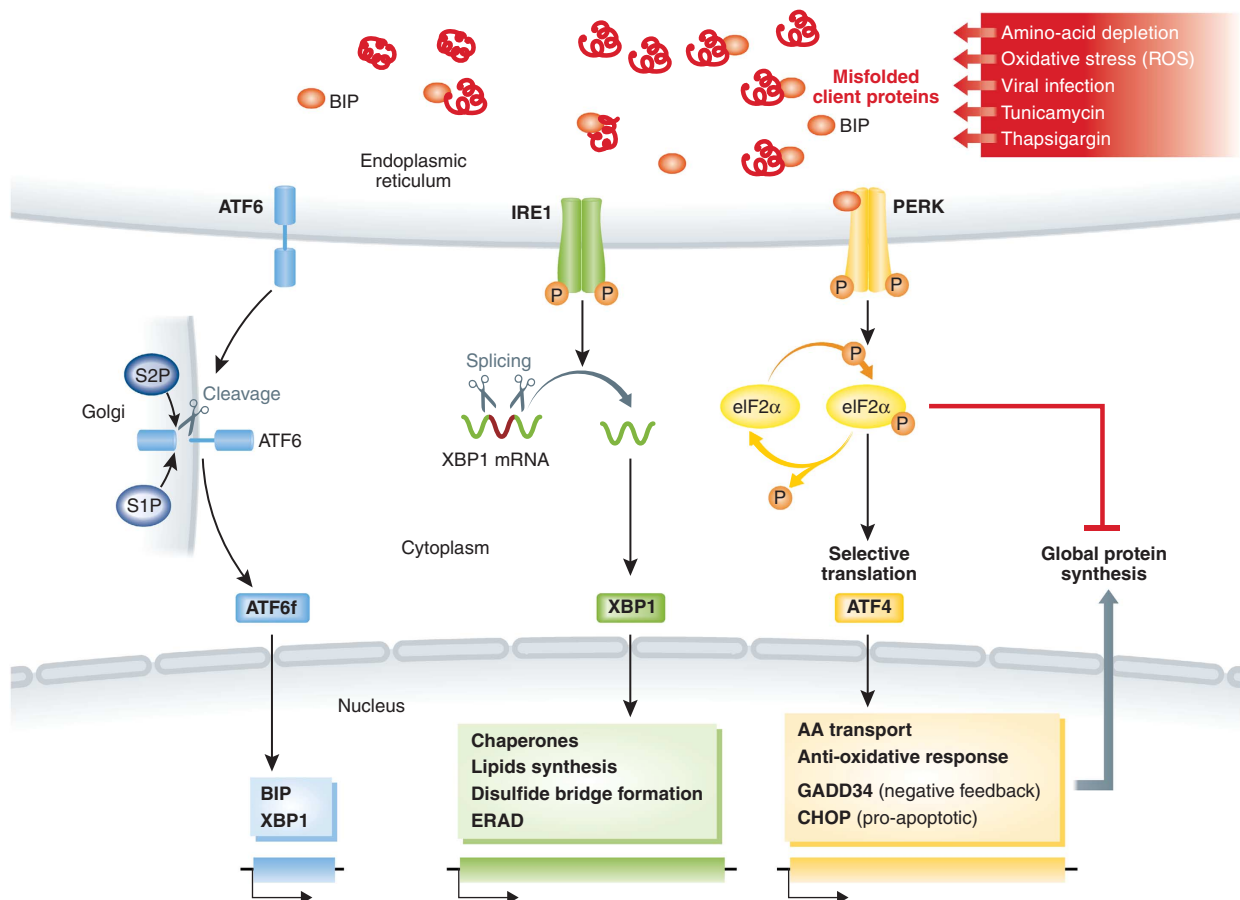 Amino-acid depletion
Oxidative stress (ROS)
Viral infection
Tunicamycin
Thapsigargin
Misfolded
client proteins
BIP
BIP
Endoplasmic
reticulum
ATF6
IRE1
PERK
P
P
P
P
S2P
Cleavage
Golgi
ATF6
S1P
Splicing
XBP1 mRNA
P
eIF2α
eIF2α
P
P
Cytoplasm
Selective
translation
Global protein
synthesis
ATF6f
XBP1
ATF4
Nucleus
BIP
XBP1
Chaperones
Lipids synthesis
Disulfide bridge formation
ERAD
AA transport
Anti-oxidative response
GADD34 (negative feedback)
CHOP (pro-apoptotic)